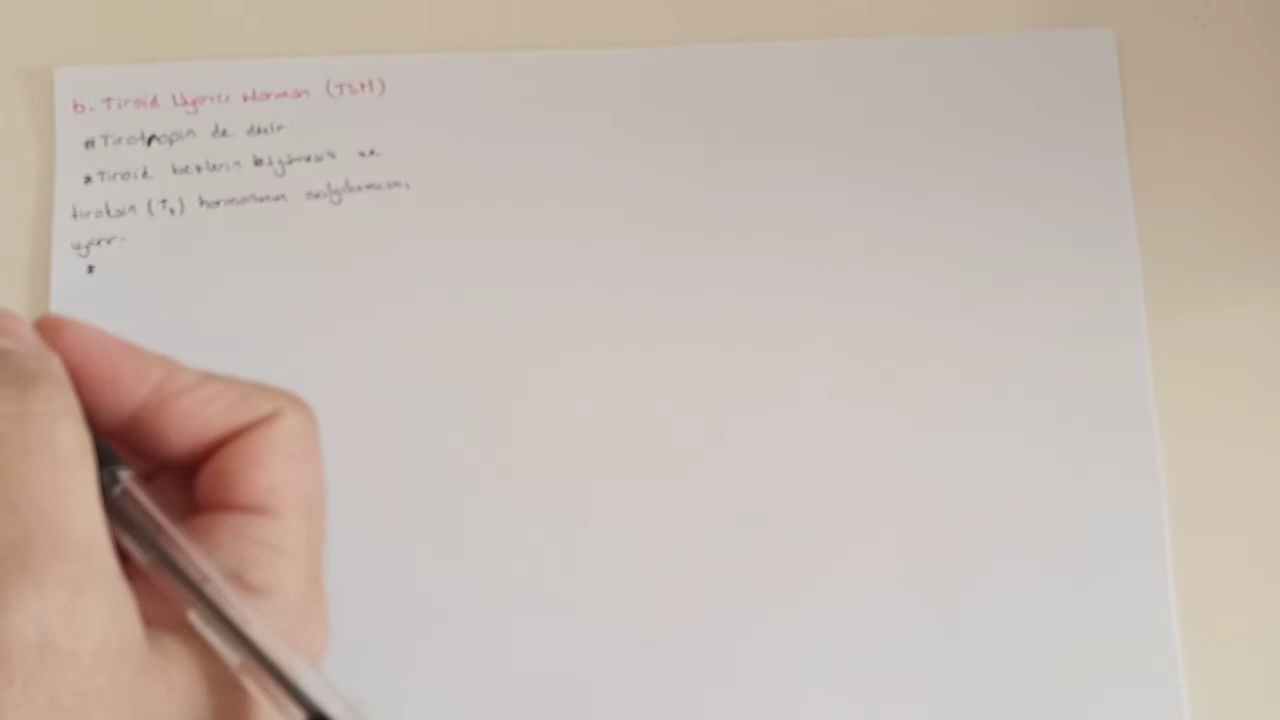 b. Tiroid Uyarıcı Hormon (TSH)
*Tirotropin de denir.
*Tiroid bezlerin büyümesi ve
tiroksin (T₄) hormonunun salgılanmasını
uyarır.
*